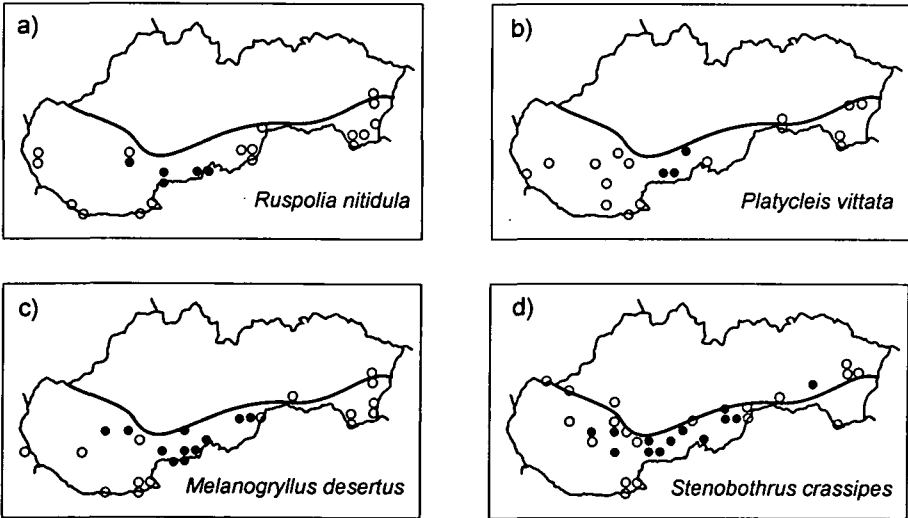 a)
Ruspolia nitidula
b)
Platycleis vittata
c)
Melanogryllus desertus
d)
Stenobothrus crassipes